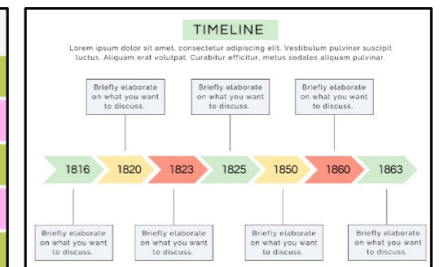 TIMELINE
Lorem ipsum dolor sit amet, consectetur adipiscing elit. Vestibulum pulvinar suscipit
luctus. Aliquam erat volutpat. Curabitur efficitur, metus sodales aliquam pulvinar.
Briefly elaborate
on what you want
to discuss.
Briefly elaborate
on what you want
to discuss.
Briefly elaborate
on what you want
to discuss.
1816 1820 1823 1825 1850 1860 1863
Briefly elaborate
on what you want
to discuss.
Briefly elaborate
on what you want
to discuss.
Briefly elaborate
on what you want
to discuss.
Briefly elaborate
on what you want
to discuss.